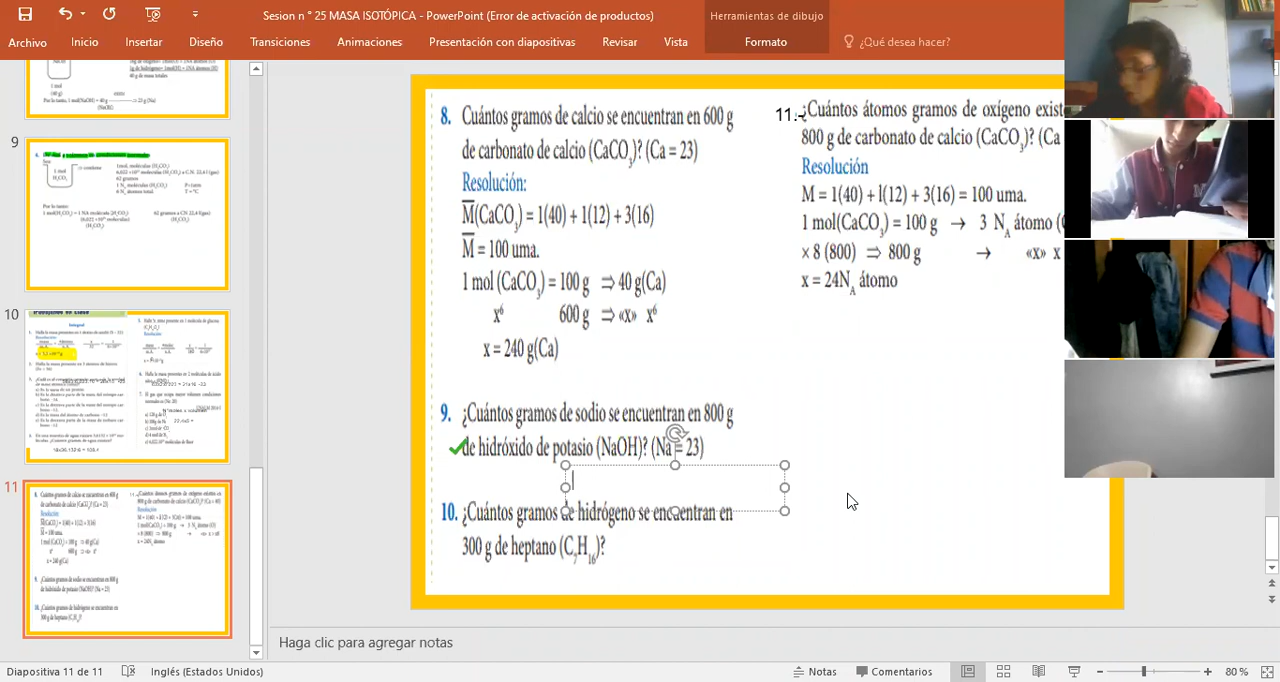 Sesion n ° 25 MASA ISOTÓPICA - PowerPoint (Error de activación de productos)
Herramientas de dibujo
Archivo
Inicio
Insertar
Diseño
Transiciones
Animaciones
Presentación con diapositivas
Revisar
Vista
Formato
¿Qué desea hacer?
9
10
11
8. Cuántos gramos de calcio se encuentran en 600 g
de carbonato de calcio (CaCO3)? (Ca = 23)
Resolución:
M(CaCO3) = 1(40) + 1(12) + 3(16)
M = 100 uma.
1 mol (CaCO3) = 100 g ⇒ 40 g(Ca)
x6 600 g ⇒ «x» x6
x = 240 g(Ca)
9. ¿Cuántos gramos de sodio se encuentran en 800 g
de hidróxido de potasio (NaOH)? (Na = 23)
10. ¿Cuántos gramos de hidrógeno se encuentran en
300 g de heptano (C7H16)?
11.- ¿Cuántos átomos gramos de oxígeno exist
800 g de carbonato de calcio (CaCO3)? (Ca
Resolución
M = 1(40) + 1(12) + 3(16) = 100 uma.
1 mol(CaCO3) = 100 g → 3 NA átomo (
× 8 (800) ⇒ 800 g → «x» x
x = 24NA átomo
Haga clic para agregar notas
Diapositiva 11 de 11
Inglés (Estados Unidos)
Notas
Comentarios
80 %